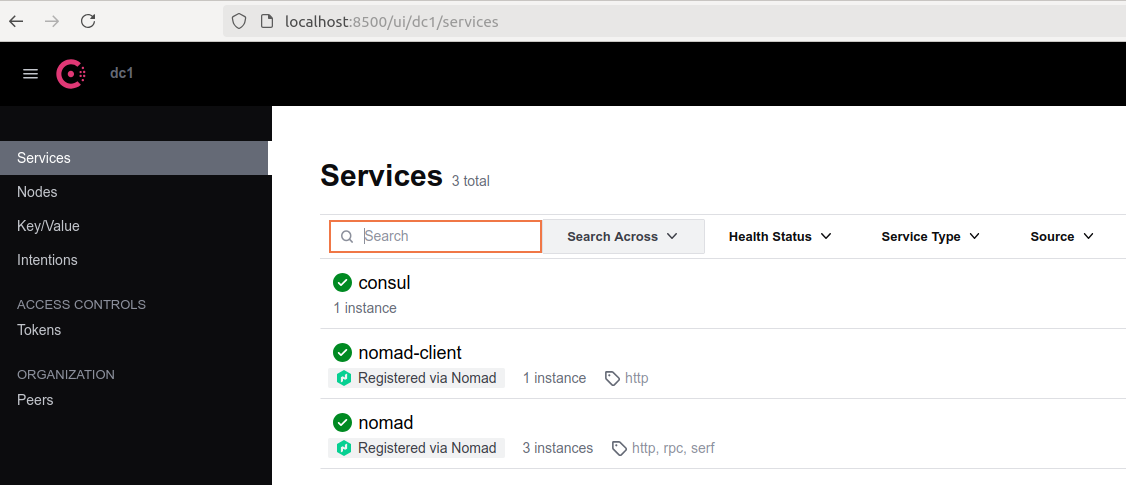 localhost:8500/ui/dc1/services
dc1
Services
Nodes
Key/Value
Intentions
ACCESS CONTROLS
Tokens
ORGANIZATION
Peers
Services 3 total
Search Search Across Health Status Service Type Source
consul
1 instance
nomad-client
Registered via Nomad 1 instance http
nomad
Registered via Nomad 3 instances http, rpc, serf